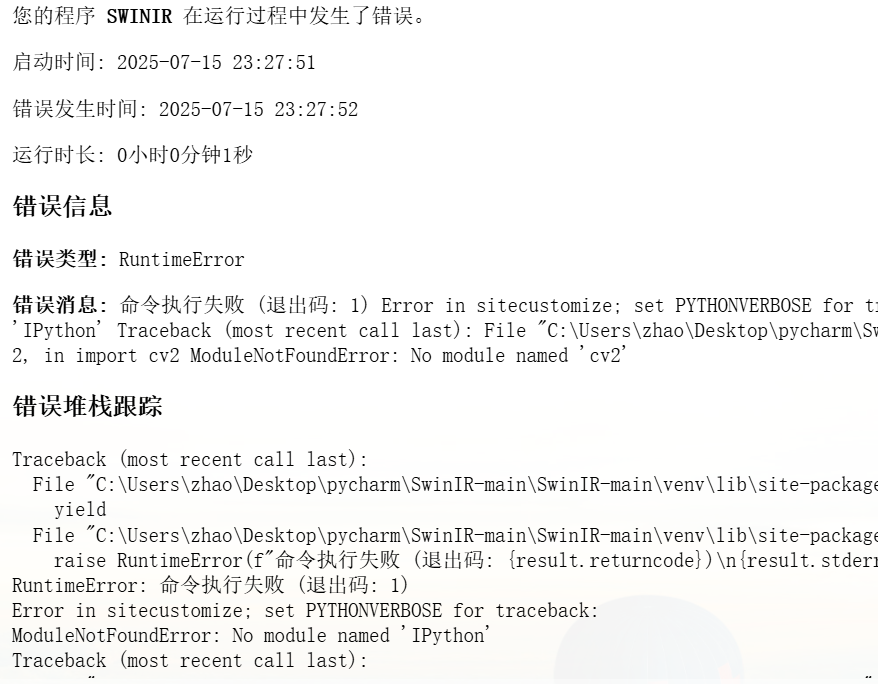 您的程序 SWINIR 在运行过程中发生了错误。
启动时间: 2025-07-15 23:27:51
错误发生时间: 2025-07-15 23:27:52
运行时长: 0小时0分钟1秒
错误信息
错误类型: RuntimeError
错误消息: 命令执行失败 (退出码: 1) Error in sitecustomize; set PYTHONVERBOSE for
'IPython' Traceback (most recent call last): File "C:\Users\zhao\Desktop\pycharm\
2, in import cv2 ModuleNotFoundError: No module named 'cv2'
错误堆栈跟踪
Traceback (most recent call last):
File "C:\Users\zhao\Desktop\pycharm\SwinIR-main\SwinIR-main\venv\lib\site-package
yield
File "C:\Users\zhao\Desktop\pycharm\SwinIR-main\SwinIR-main\venv\lib\site-package
raise RuntimeError(f"命令执行失败 (退出码: {result.returncode})\n{result.stder
RuntimeError: 命令执行失败 (退出码: 1)
Error in sitecustomize; set PYTHONVERBOSE for traceback:
ModuleNotFoundError: No module named 'IPython'
Traceback (most recent call last):